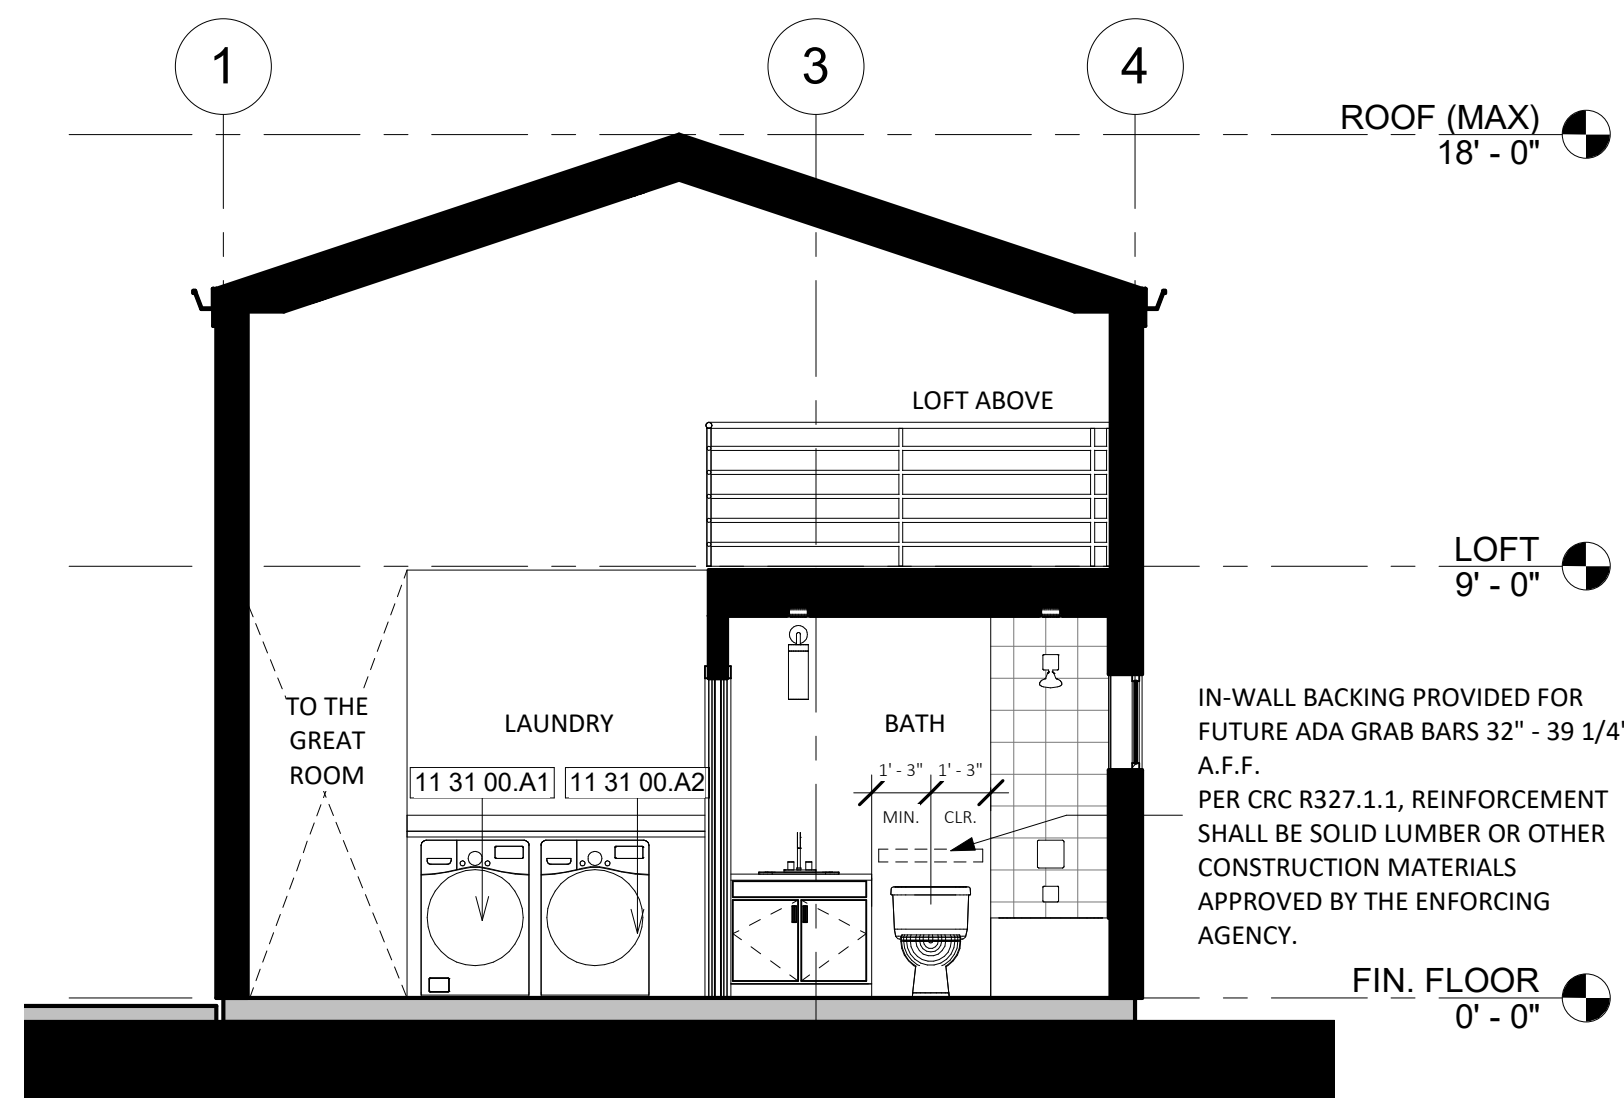 1
3
4
ROOF (MAX)
18' - 0"
LOFT ABOVE
LOFT
9' - 0"
TO THE
GREAT
ROOM
LAUNDRY
BATH
11 31 00.A1
11 31 00.A2
1' - 3"
1' - 3"
MIN.
CLR.
IN-WALL BACKING PROVIDED FOR
FUTURE ADA GRAB BARS 32" - 39 1/4"
A.F.F.
PER CRC R327.1.1, REINFORCEMENT
SHALL BE SOLID LUMBER OR OTHER
CONSTRUCTION MATERIALS
APPROVED BY THE ENFORCING
AGENCY.
FIN. FLOOR
0' - 0"